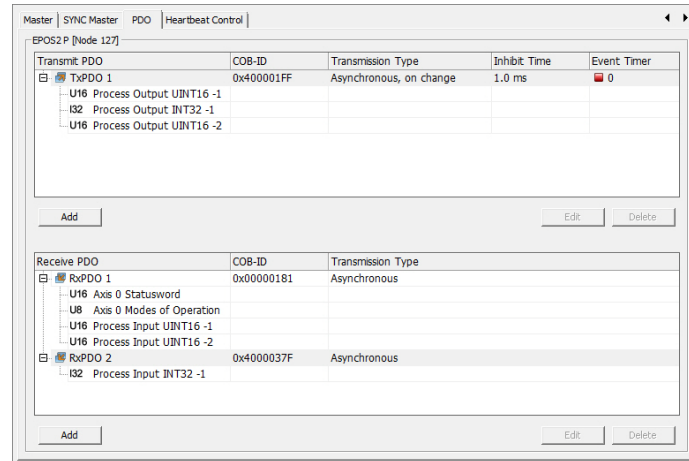 Master SYNC Master PDO Heartbeat Control
EPOS2 P [Node 127]
Transmit PDO COB-ID Transmission Type Inhibit Time Event Timer
TxPDO 1 0x400001FF Asynchronous, on change 1.0 ms 0
U16 Process Output UINT16 -1
I32 Process Output INT32 -1
U16 Process Output UINT16 -2
Add Edit Delete
Receive PDO COB-ID Transmission Type
RxPDO 1 0x00000181 Asynchronous
U16 Axis 0 Statusword
U8 Axis 0 Modes of Operation
U16 Process Input UINT16 -1
U16 Process Input UINT16 -2
RxPDO 2 0x4000037F Asynchronous
I32 Process Input INT32 -1
Add Edit Delete